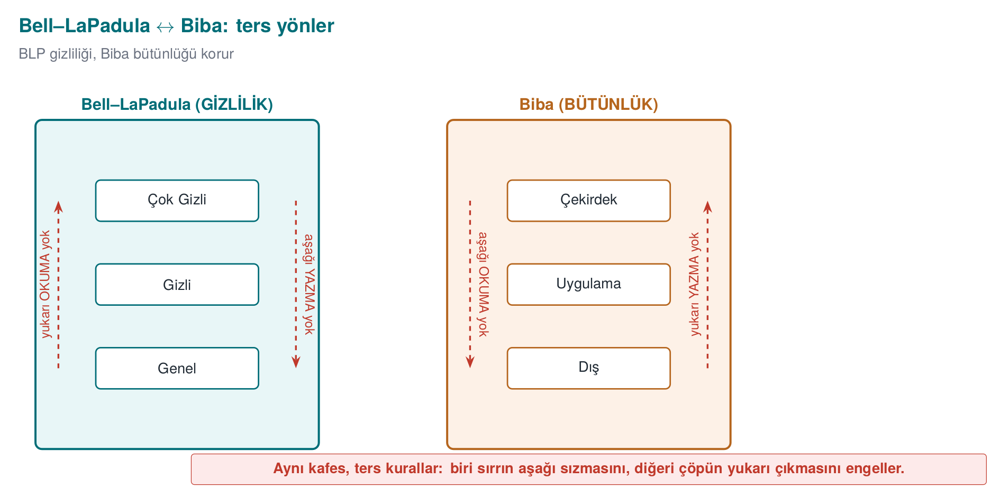 Bell–LaPadula ↔ Biba: ters yönler
BLP gizliliği, Biba bütünlüğü korur
Bell–LaPadula (GİZLİLİK)
yukarı OKUMA yok
Çok Gizli
Gizli
Genel
aşağı YAZMA yok
Biba (BÜTÜNLÜK)
aşağı OKUMA yok
Çekirdek
Uygulama
Dış
yukarı YAZMA yok
Aynı kafes, ters kurallar: biri sırrın aşağı sızmasını, diğeri çöpün yukarı çıkmasını engeller.